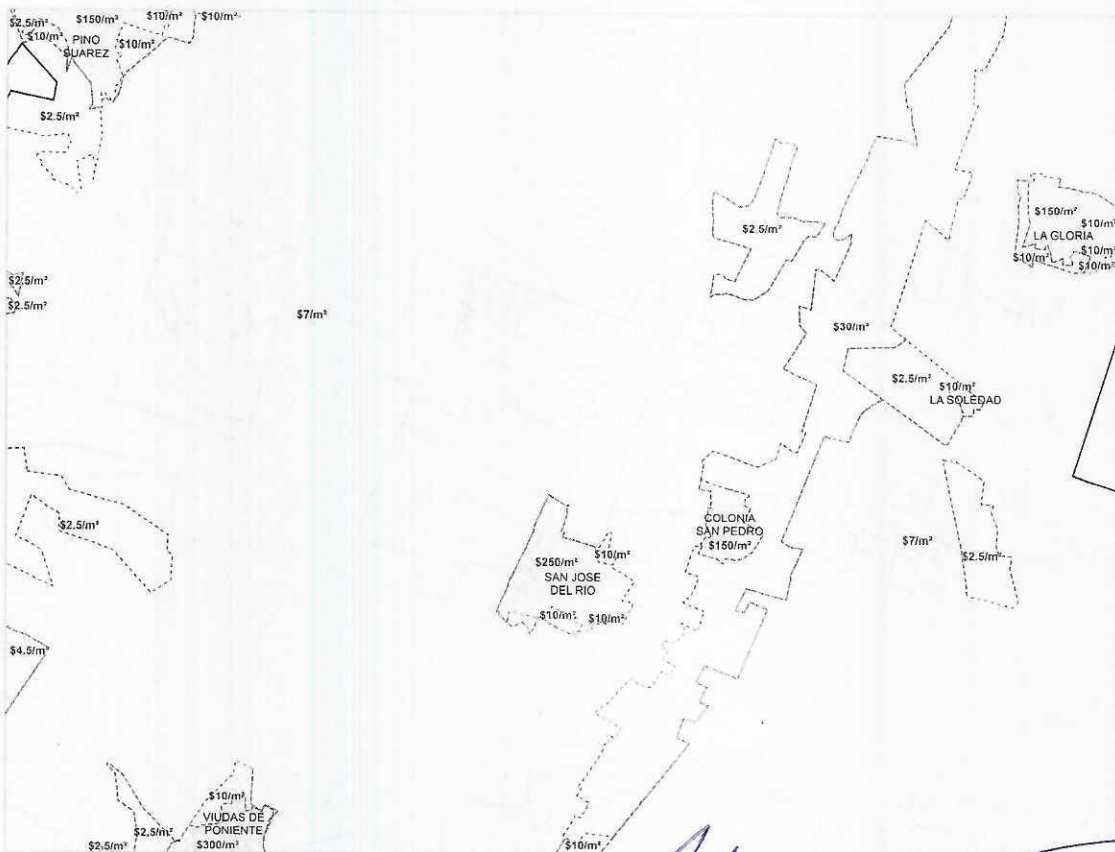 $2.5/m²
$150/m²
$10/m²
$10/m²
$10/m²
PINO
SUAREZ
$10/m²
$2.5/m²
$2.5/m²
$150/m²
$10/m²
LA GLORIA
$10/m²
$10/m²
$10/m²
$2.5/m²
$2.5/m²
$7/m²
$30/m²
$2.5/m²
$10/m²
LA SOLEDAD
$2.5/m²
COLONIA
SAN PEDRO
$150/m²
$7/m²
$2.5/m²
$250/m²
$10/m²
SAN JOSE
DEL RIO
$10/m²
$10/m²
$4.5/m²
$10/m²
VIUDAS DE
PONIENTE
$300/m²
$2.5/m²
$2.5/m²
$10/m²